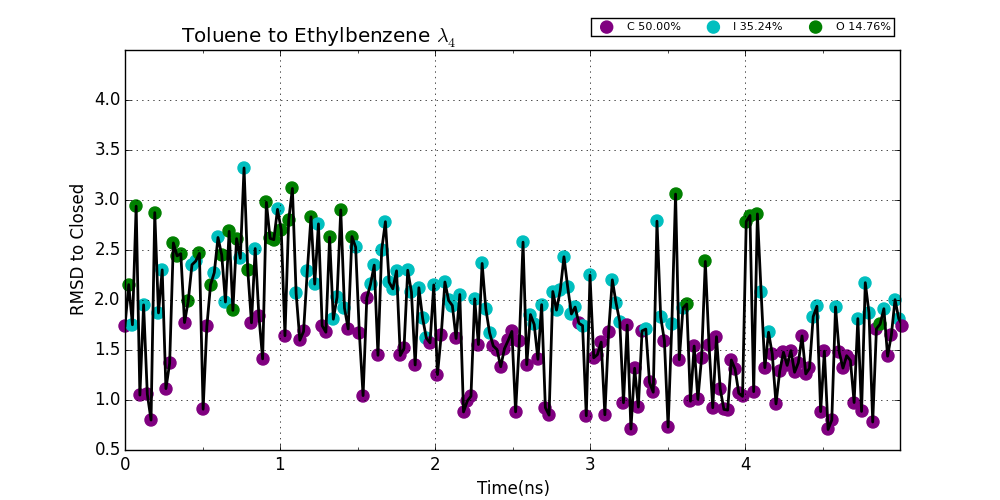 Toluene to Ethylbenzene λ₄
C 50.00% I 35.24% O 14.76%
RMSD to Closed
4.0
3.5
3.0
2.5
2.0
1.5
1.0
0.5
0 1 2 3 4
Time(ns)